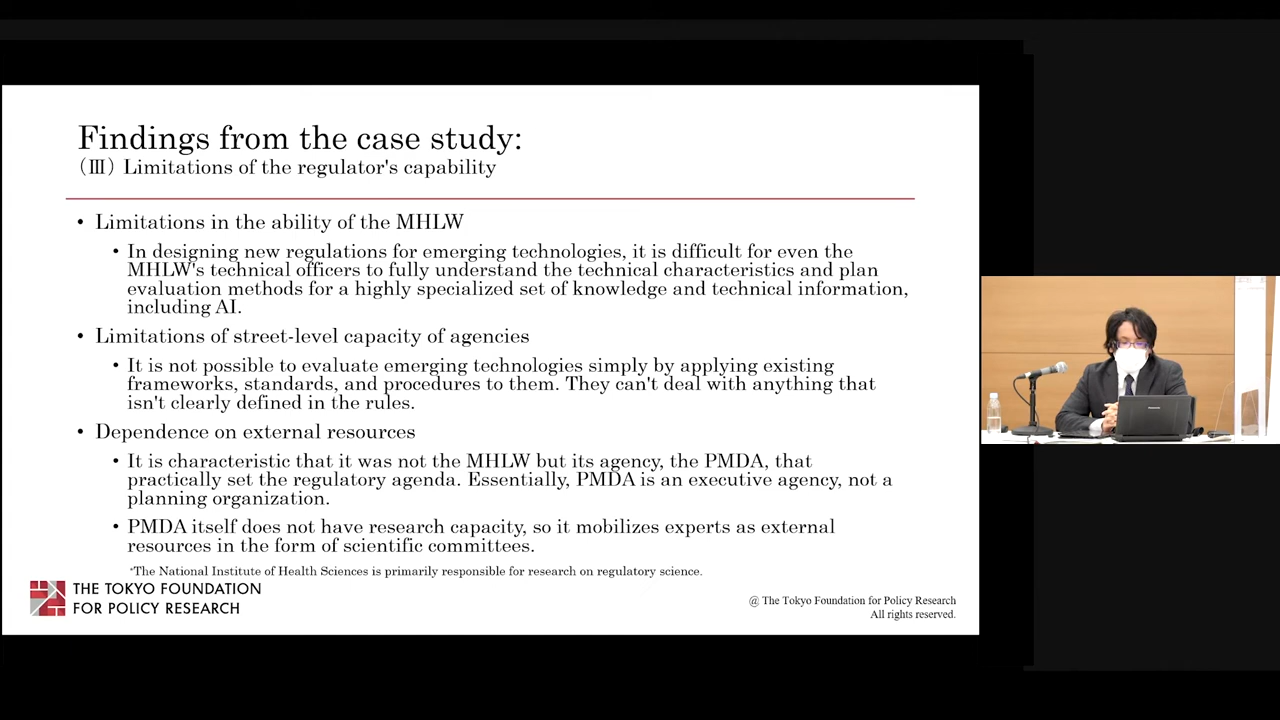 Findings from the case study:
(Ⅲ) Limitations of the regulator's capability
• Limitations in the ability of the MHLW
• In designing new regulations for emerging technologies, it is difficult for even the
MHLW's technical officers to fully understand the technical characteristics and plan
evaluation methods for a highly specialized set of knowledge and technical information,
including AI.
• Limitations of street-level capacity of agencies
• It is not possible to evaluate emerging technologies simply by applying existing
frameworks, standards, and procedures to them. They can't deal with anything that
isn't clearly defined in the rules.
• Dependence on external resources
• It is characteristic that it was not the MHLW but its agency, the PMDA, that
practically set the regulatory agenda. Essentially, PMDA is an executive agency, not a
planning organization.
• PMDA itself does not have research capacity, so it mobilizes experts as external
resources in the form of scientific committees.
*The National Institute of Health Sciences is primarily responsible for research on regulatory science.
THE TOKYO FOUNDATION
FOR POLICY RESEARCH
@ The Tokyo Foundation for Policy Research
All rights reserved.